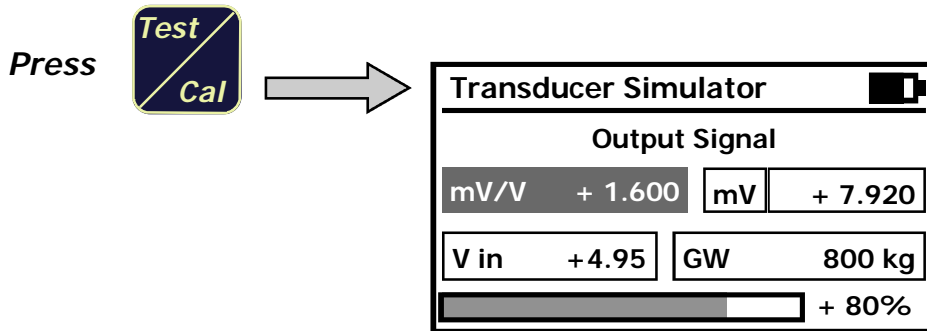 Press
Test
Cal
Transducer Simulator
Output Signal
mV/V + 1.600 mV + 7.920
V in +4.95 GW 800 kg
+ 80%